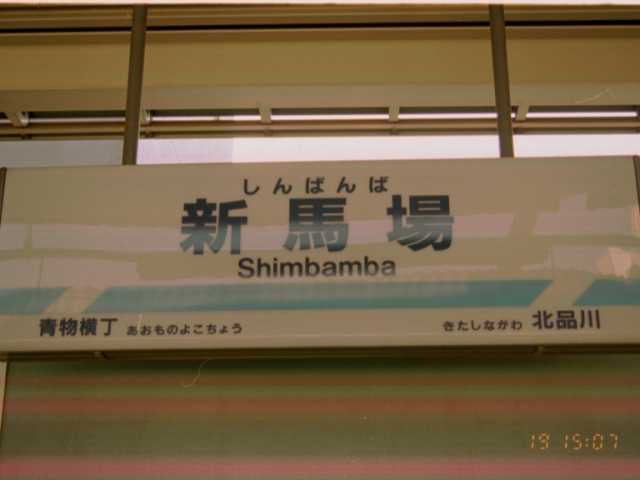 しんばんば
新馬場
Shimbamba
青物横丁 あおものよこちょう
きたしながわ 北品川
19 15:07